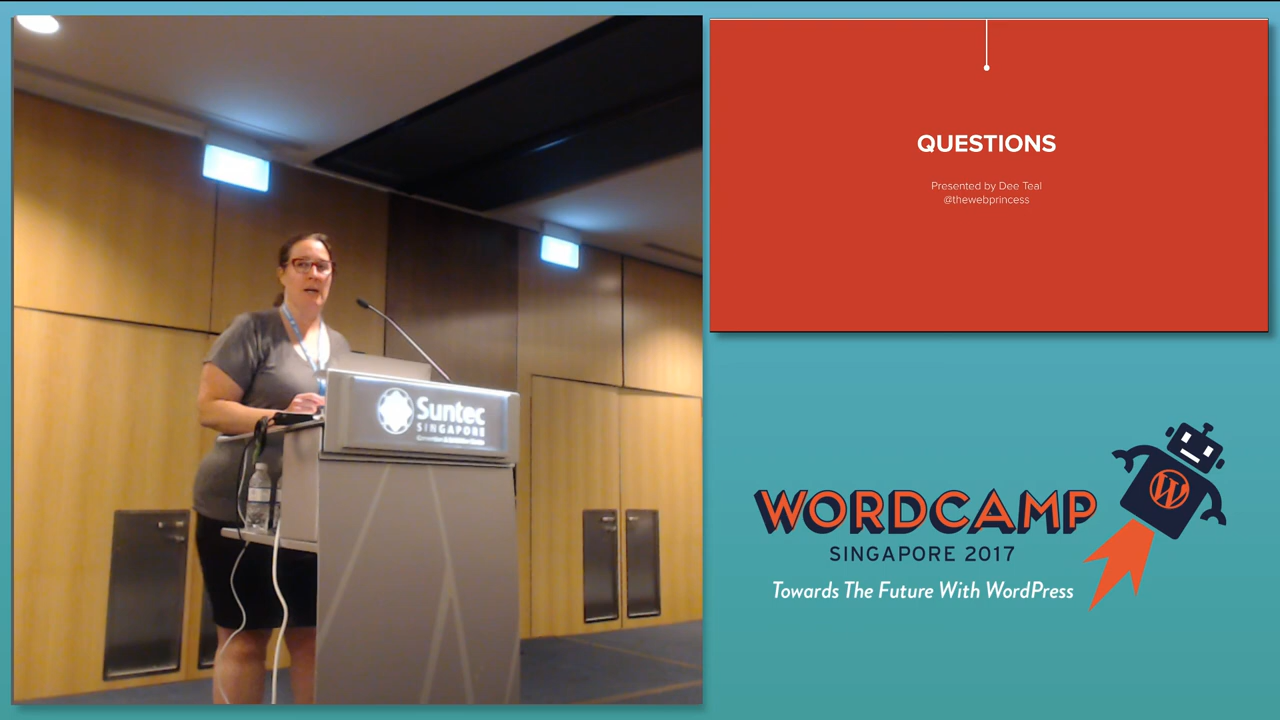 QUESTIONS
Presented by Dee Teal
@thewebprincess
Suntec
SINGAPORE
WORDCAMP
SINGAPORE 2017
Towards The Future With WordPress